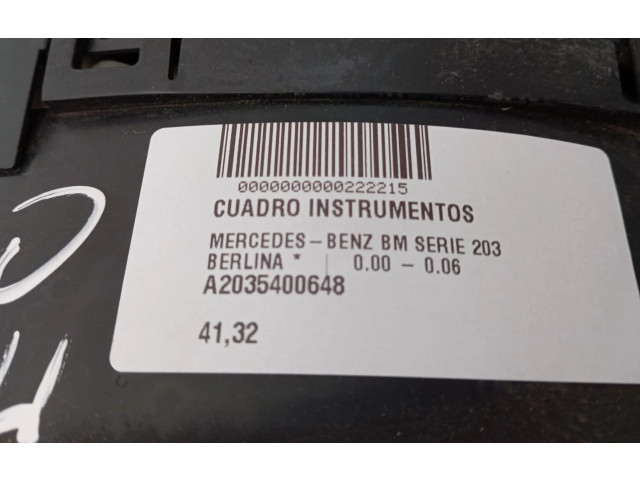 0000000000222215
CUADRO INSTRUMENTOS
MERCEDES-BENZ BM SERIE 203
BERLINA * | 0.00 - 0.06
A2035400648
41,32